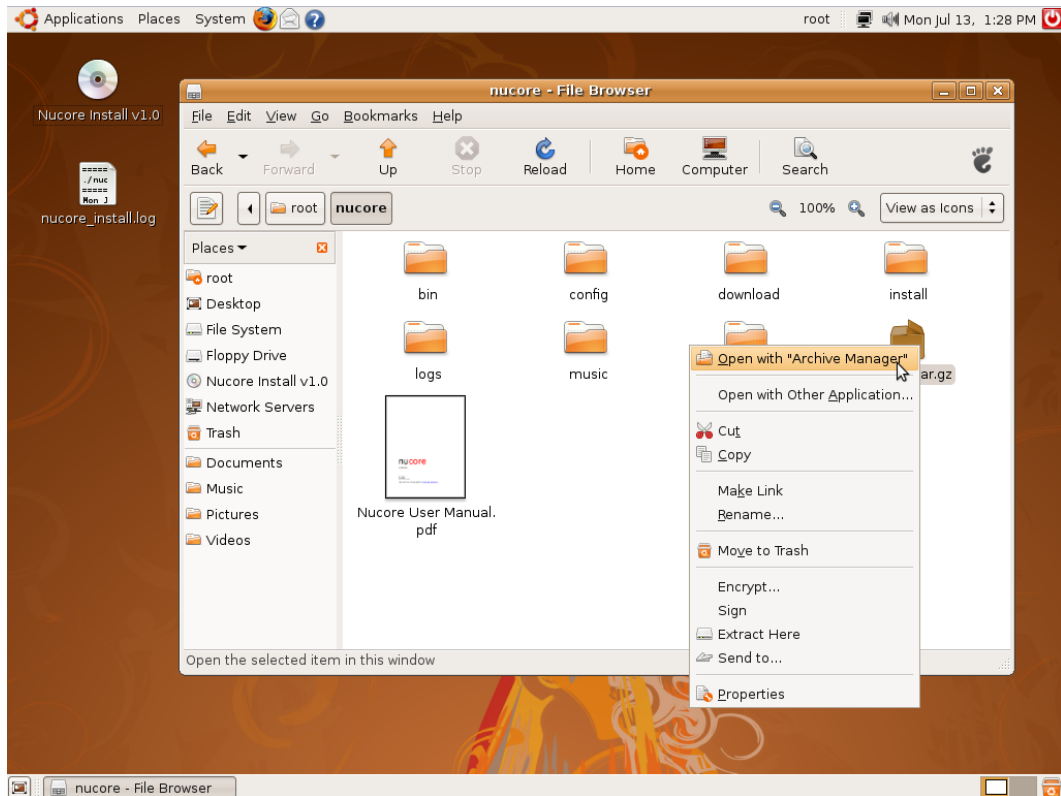 Applications Places System
root
Mon Jul 13, 1:28 PM
Nucore Install v1.0
=====
./nuc
=====
Mon J
nucore_install.log
nucore - File Browser
File Edit View Go Bookmarks Help
Back Forward Up Stop Reload Home Computer Search
root nucore 100% View as Icons
Places
root
Desktop
File System
Floppy Drive
Nucore Install v1.0
Network Servers
Trash
Documents
Music
Pictures
Videos
bin config download install
logs music ar.gz
nucore
Nucore User Manual.
pdf
Open with "Archive Manager"
Open with Other Application...
Cut
Copy
Make Link
Rename...
Move to Trash
Encrypt...
Sign
Extract Here
Send to...
Properties
Open the selected item in this window
nucore - File Browser